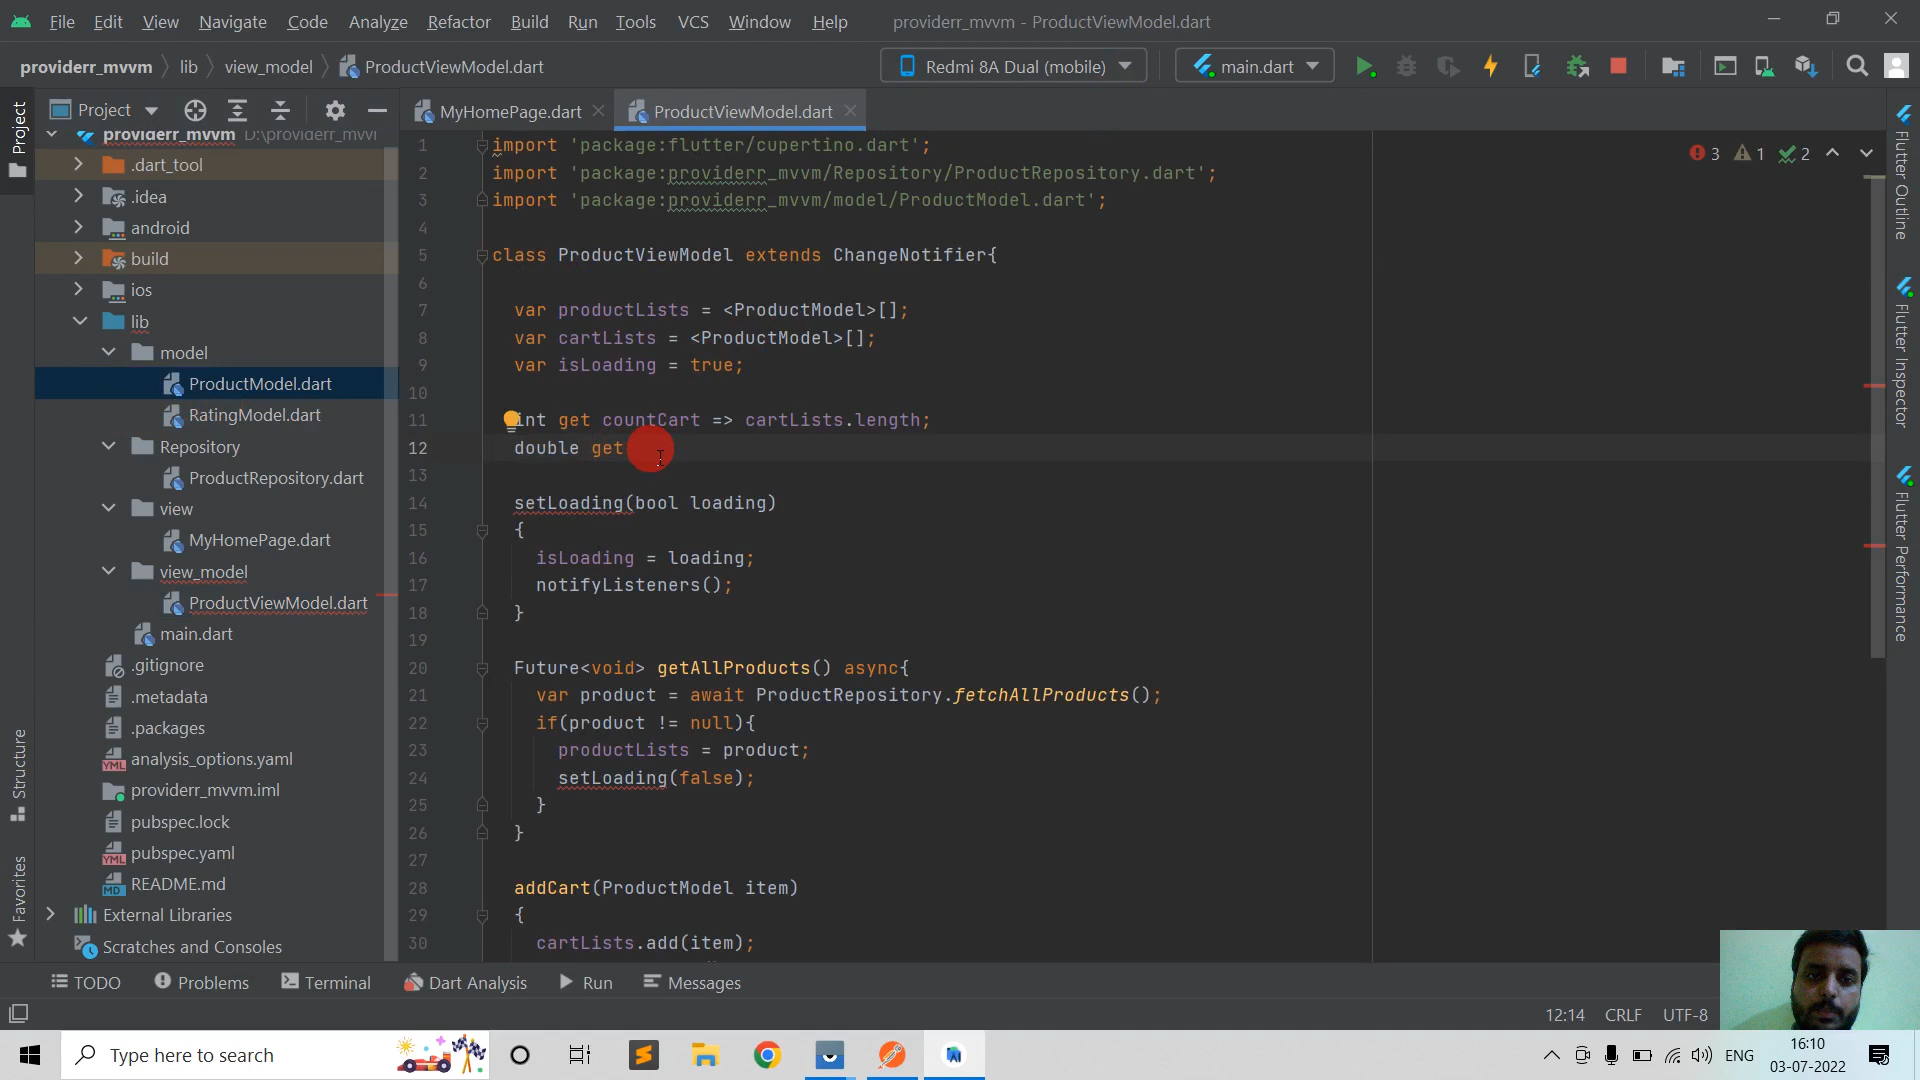 File Edit View Navigate Code Analyze Refactor Build Run Tools VCS Window Help providerr_mvvm - ProductViewModel.dart
providerr_mvvm lib view_model ProductViewModel.dart Redmi 8A Dual (mobile) main.dart
Project MyHomePage.dart ProductViewModel.dart
providerr_mvvm D:\providerr_mvvi
.dart_tool
.idea
android
build
ios
lib
model
ProductModel.dart
RatingModel.dart
Repository
ProductRepository.dart
view
MyHomePage.dart
view_model
ProductViewModel.dart
main.dart
.gitignore
.metadata
.packages
analysis_options.yaml
providerr_mvvm.iml
pubspec.lock
pubspec.yaml
README.md
External Libraries
Scratches and Consoles
Project
Structure
Favorites
1 import 'package:flutter/cupertino.dart';
2 import 'package:providerr_mvvm/Repository/ProductRepository.dart';
3 import 'package:providerr_mvvm/model/ProductModel.dart';
4
5 class ProductViewModel extends ChangeNotifier{
6
7 var productLists = <ProductModel>[];
8 var cartLists = <ProductModel>[];
9 var isLoading = true;
10
11 int get countCart => cartLists.length;
12 double get
13
14 setLoading(bool loading)
15 {
16 isLoading = loading;
17 notifyListeners();
18 }
19
20 Future<void> getAllProducts() async{
21 var product = await ProductRepository.fetchAllProducts();
22 if(product != null){
23 productLists = product;
24 setLoading(false);
25 }
26 }
27
28 addCart(ProductModel item)
29 {
30 cartLists.add(item);
3 1 2
Flutter Outline
Flutter Inspector
Flutter Performance
TODO Problems Terminal Dart Analysis Run Messages
12:14 CRLF UTF-8
Type here to search
ENG
16:10
03-07-2022